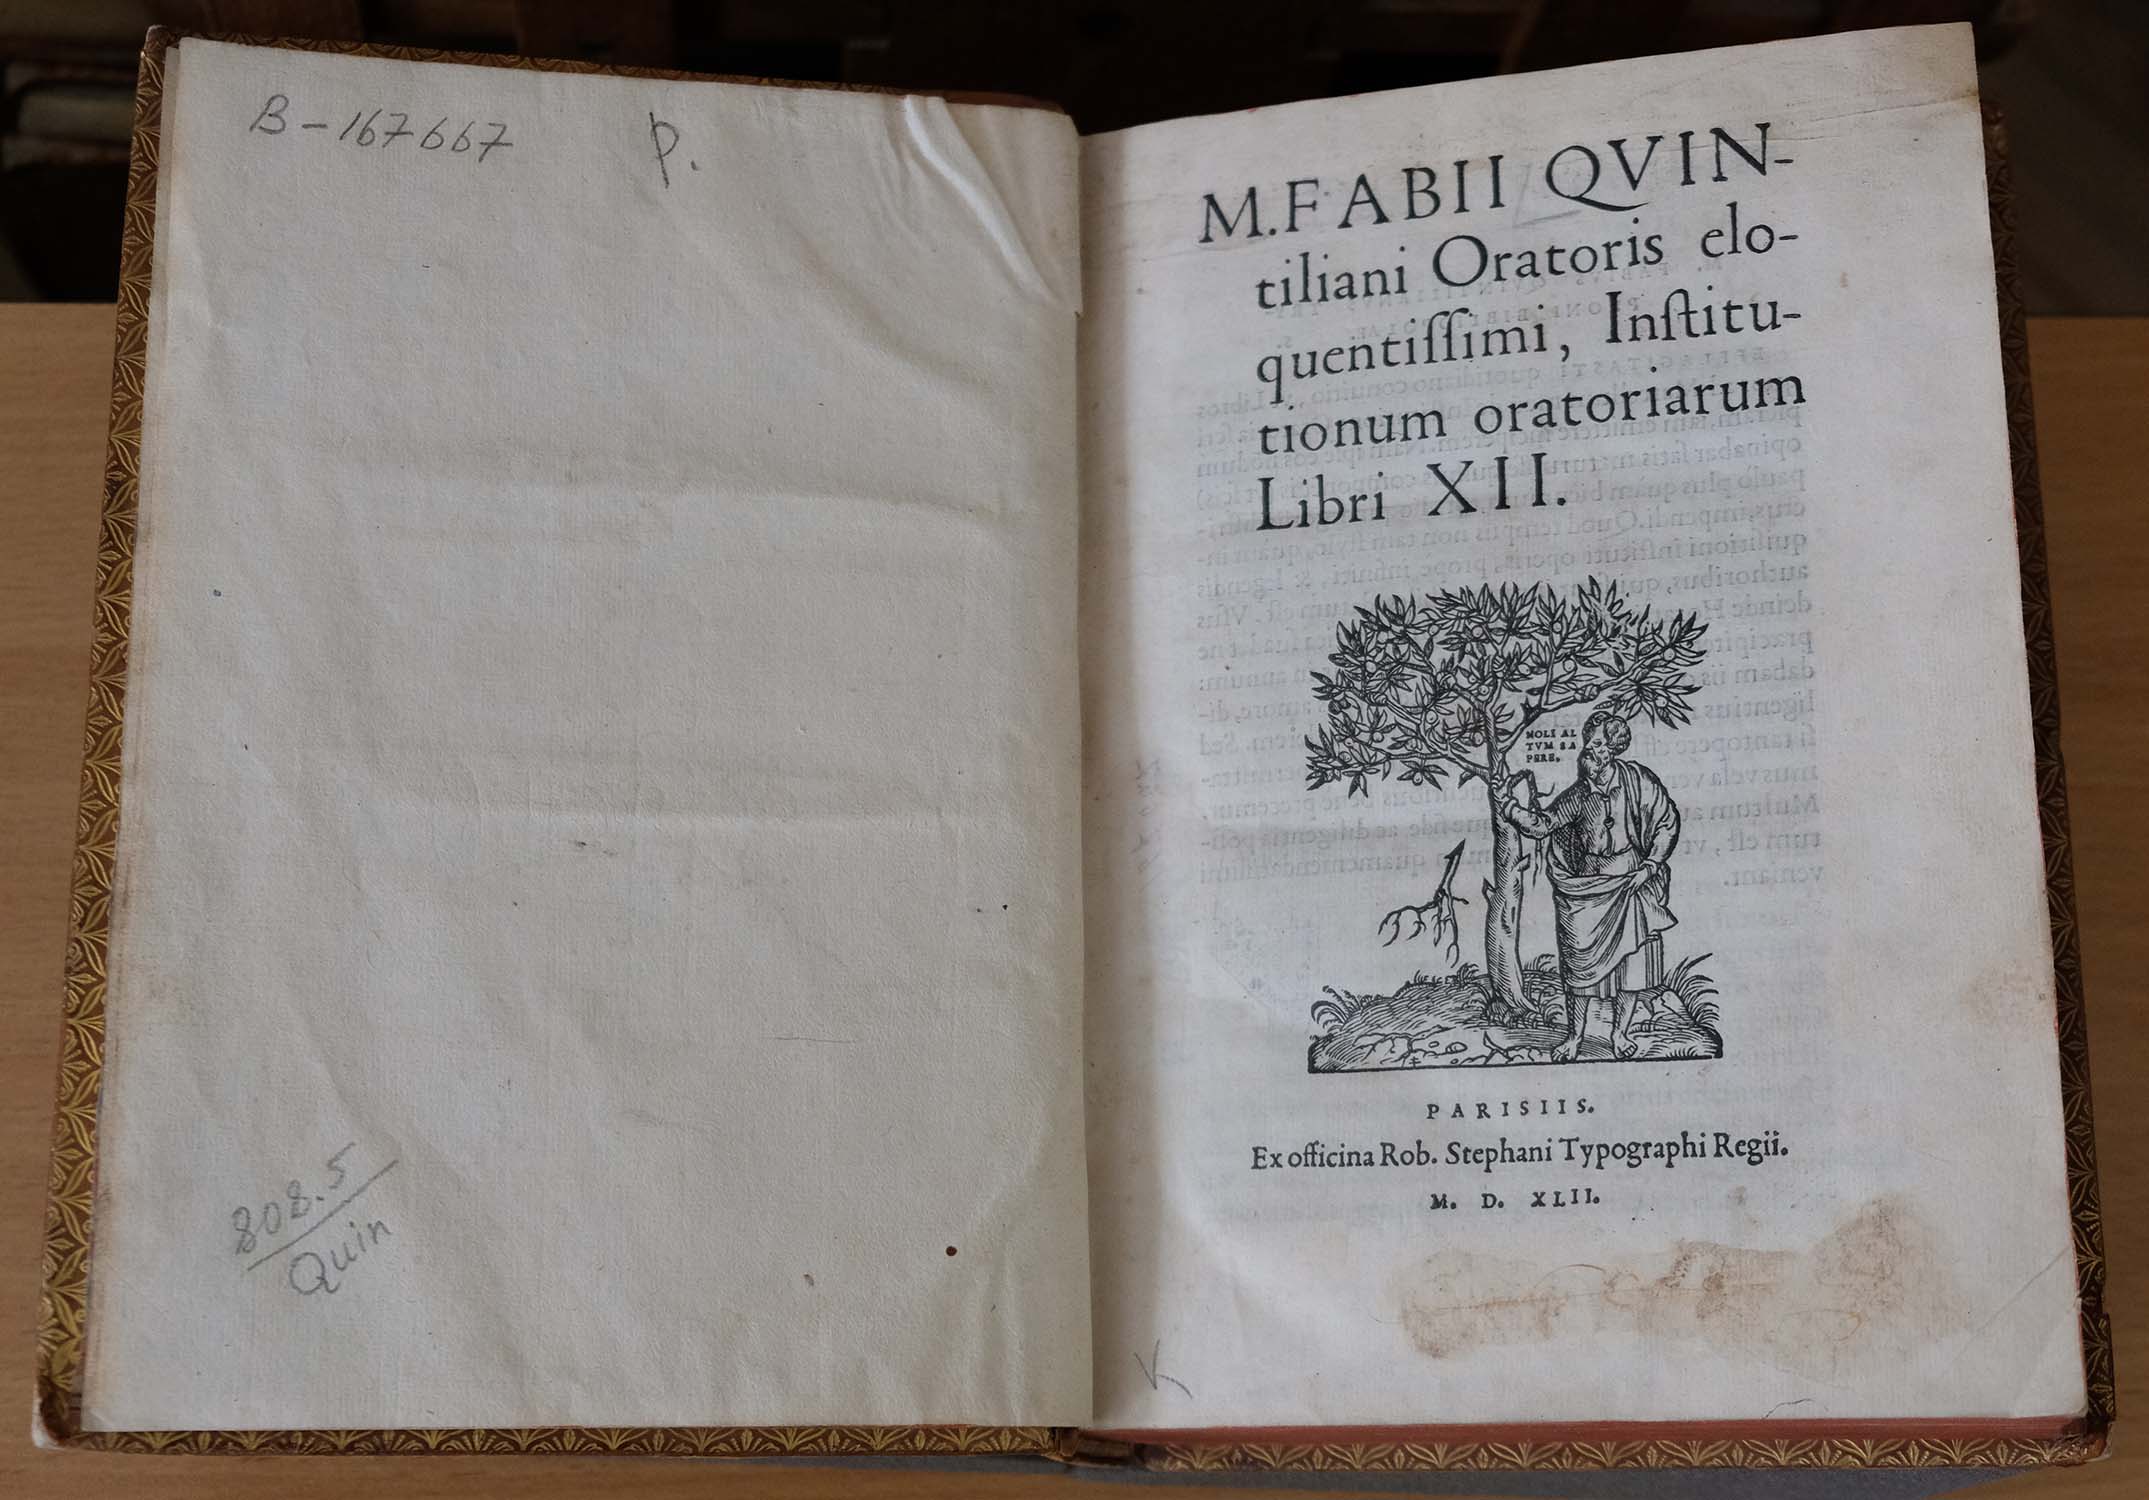 B-167667
P.
808.5
Quin
M. FABII QVIN-
tiliani Oratoris elo-
quentiſſimi, Inſtitu-
tionum oratoriarum
Libri XII.
NOLI AL
TVM SA
PERE.
PARISIIS.
Ex officina Rob. Stephani Typographi Regii.
M. D. XLII.
K